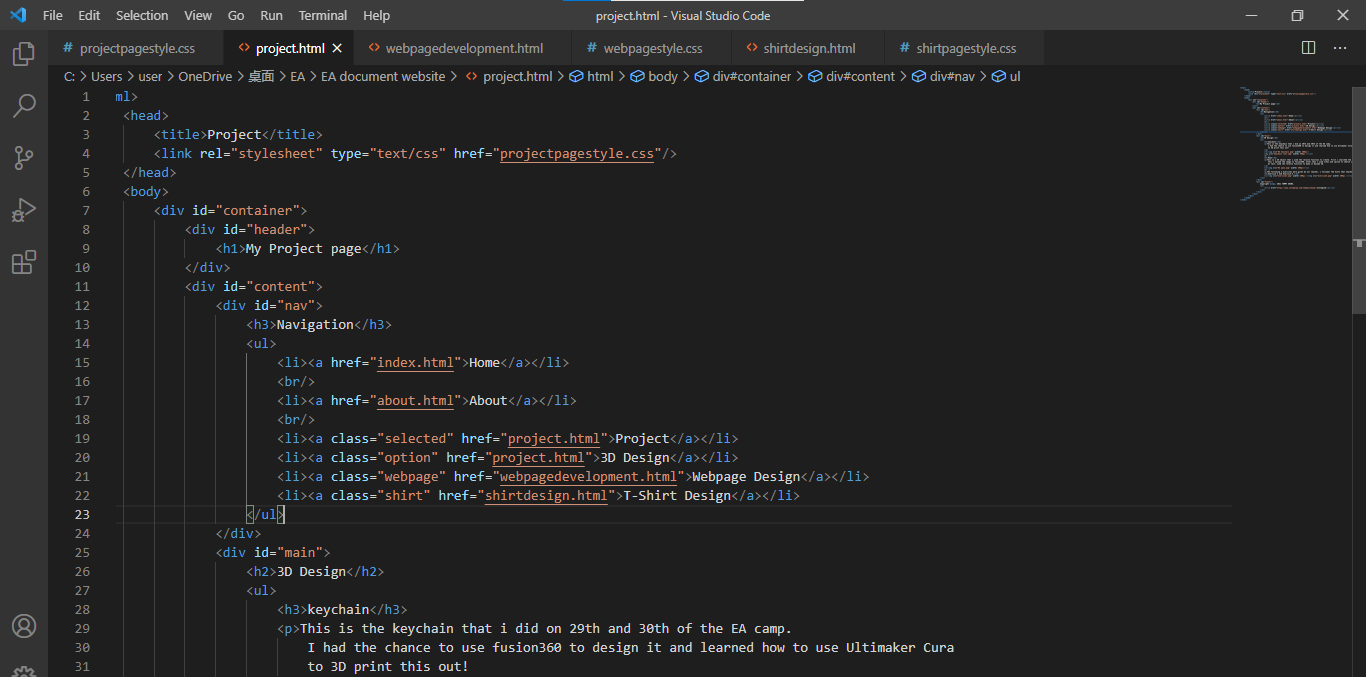 File Edit Selection View Go Run Terminal Help project.html - Visual Studio Code
# projectpagestyle.css <> project.html × <> webpagedevelopment.html # webpagestyle.css <> shirtdesign.html # shirtpagestyle.css
C: > Users > user > OneDrive > 桌面 > EA > EA document website > <> project.html > html > body > div#container > div#content > div#nav > ul
1 ml>
2 <head>
3 <title>Project</title>
4 <link rel="stylesheet" type="text/css" href="projectpagestyle.css"/>
5 </head>
6 <body>
7 <div id="container">
8 <div id="header">
9 <h1>My Project page</h1>
10 </div>
11 <div id="content">
12 <div id="nav">
13 <h3>Navigation</h3>
14 <ul>
15 <li><a href="index.html">Home</a></li>
16 <br/>
17 <li><a href="about.html">About</a></li>
18 <br/>
19 <li><a class="selected" href="project.html">Project</a></li>
20 <li><a class="option" href="project.html">3D Design</a></li>
21 <li><a class="webpage" href="webpagedevelopment.html">Webpage Design</a></li>
22 <li><a class="shirt" href="shirtdesign.html">T-Shirt Design</a></li>
23 </ul>
24 </div>
25 <div id="main">
26 <h2>3D Design</h2>
27 <ul>
28 <h3>keychain</h3>
29 <p>This is the keychain that i did on 29th and 30th of the EA camp.
30 I had the chance to use fusion360 to design it and learned how to use Ultimaker Cura
31 to 3D print this out!